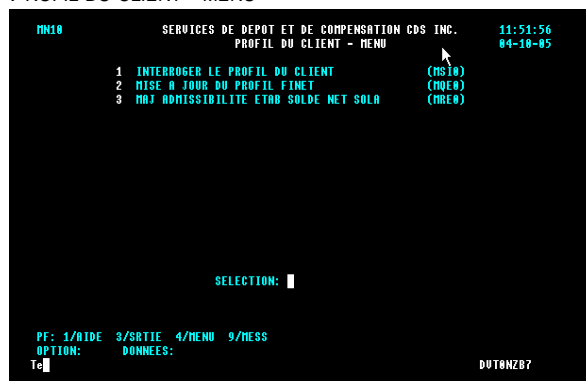 PROFIL DU CLIENT - MENU
MN10 SERVICES DE DEPOT ET DE COMPENSATION CDS INC. 11:51:56
PROFIL DU CLIENT - MENU 04-10-05
1 INTERROGER LE PROFIL DU CLIENT (MSI0)
2 MISE A JOUR DU PROFIL FINET (MQE0)
3 MAJ ADMISSIBILITE ETAB SOLDE NET SOLA (MRE0)
SELECTION:
PF: 1/AIDE 3/SRTIE 4/MENU 9/MESS
OPTION: DONNEES:
Te DVT0NZB7